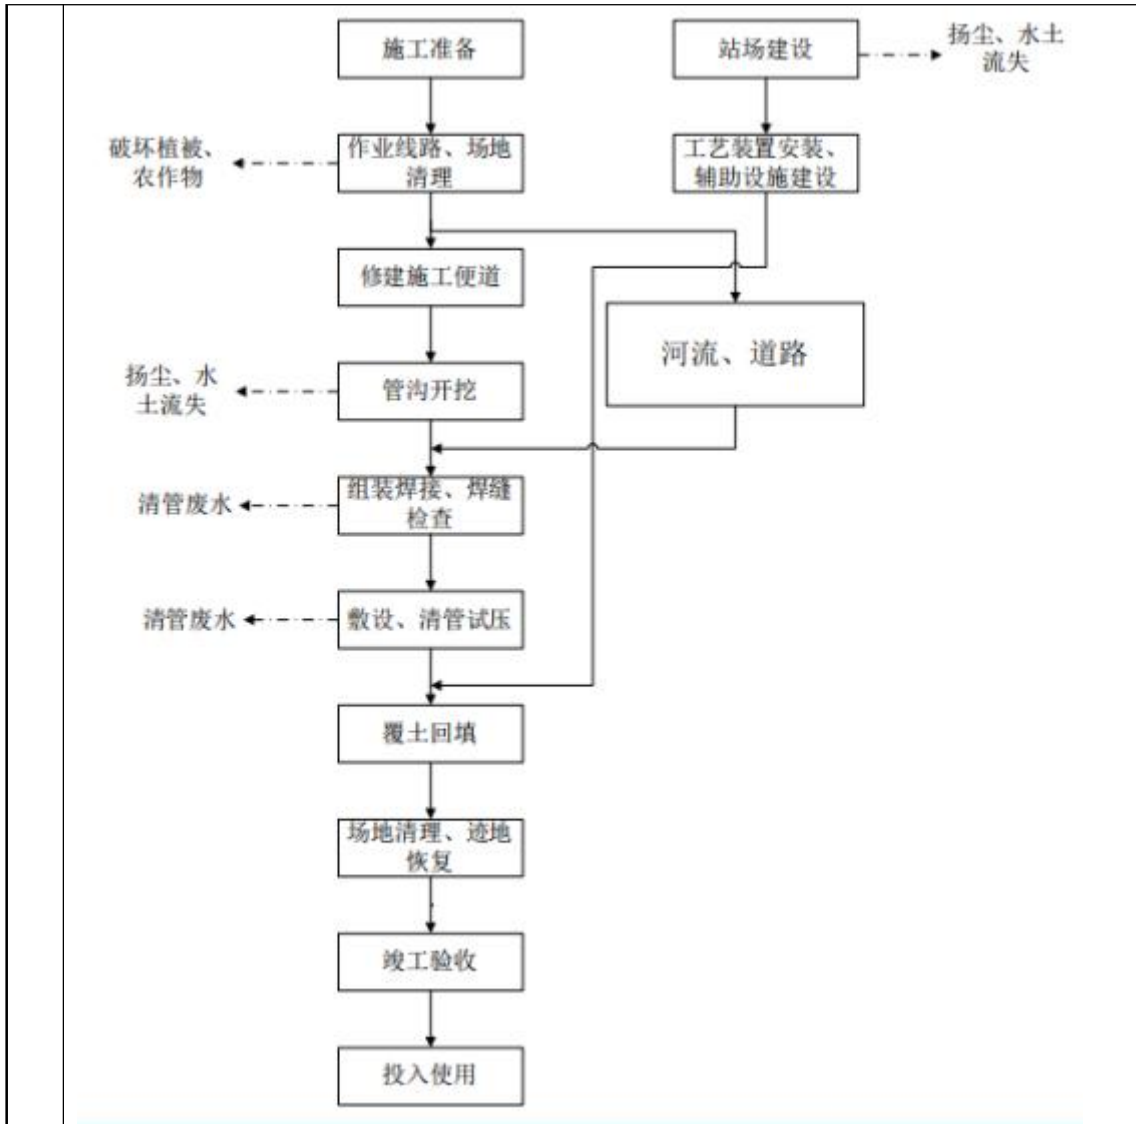 施工准备
站场建设
扬尘、水土
流失
破坏植被、
农作物
作业线路、场地
清理
工艺装置安装、
辅助设施建设
修建施工便道
河流、道路
扬尘、水
土流失
管沟开挖
清管废水
组装焊接、焊缝
检查
清管废水
敷设、清管试压
覆土回填
场地清理、迹地
恢复
竣工验收
投入使用